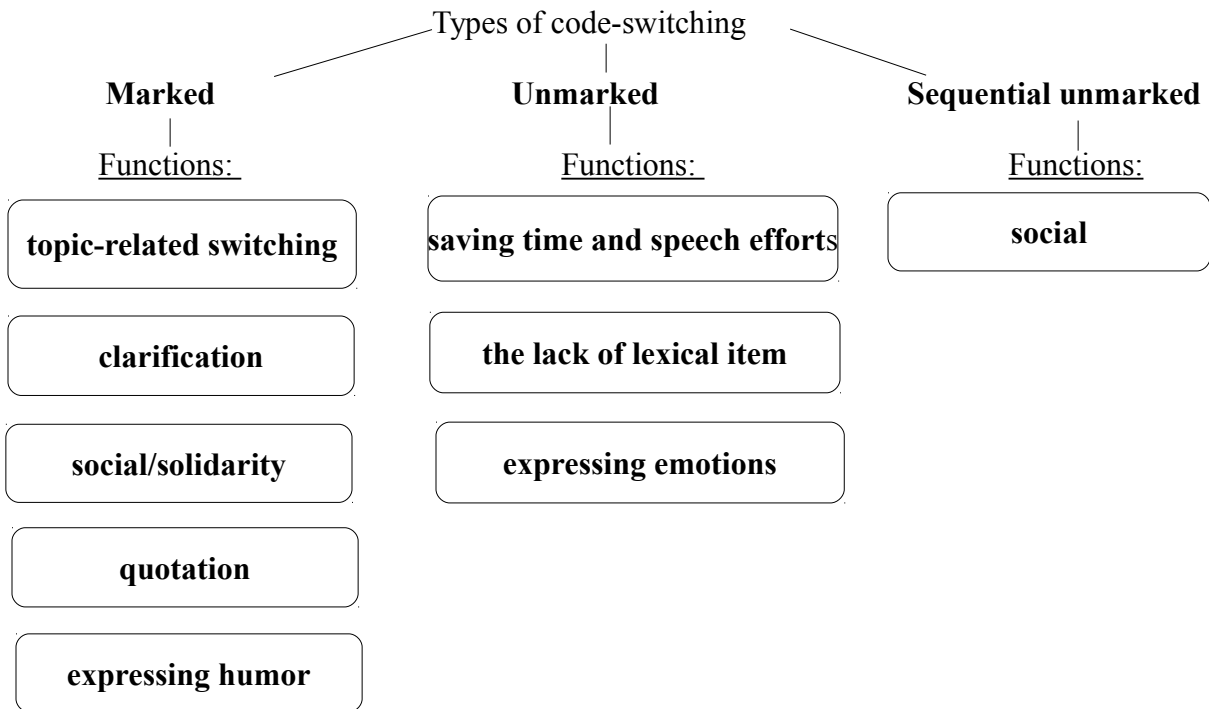 Types of code-switching
Marked
Unmarked
Sequential unmarked
Functions:
Functions:
Functions:
topic-related switching
saving time and speech efforts
social
clarification
the lack of lexical item
social/solidarity
expressing emotions
quotation
expressing humor